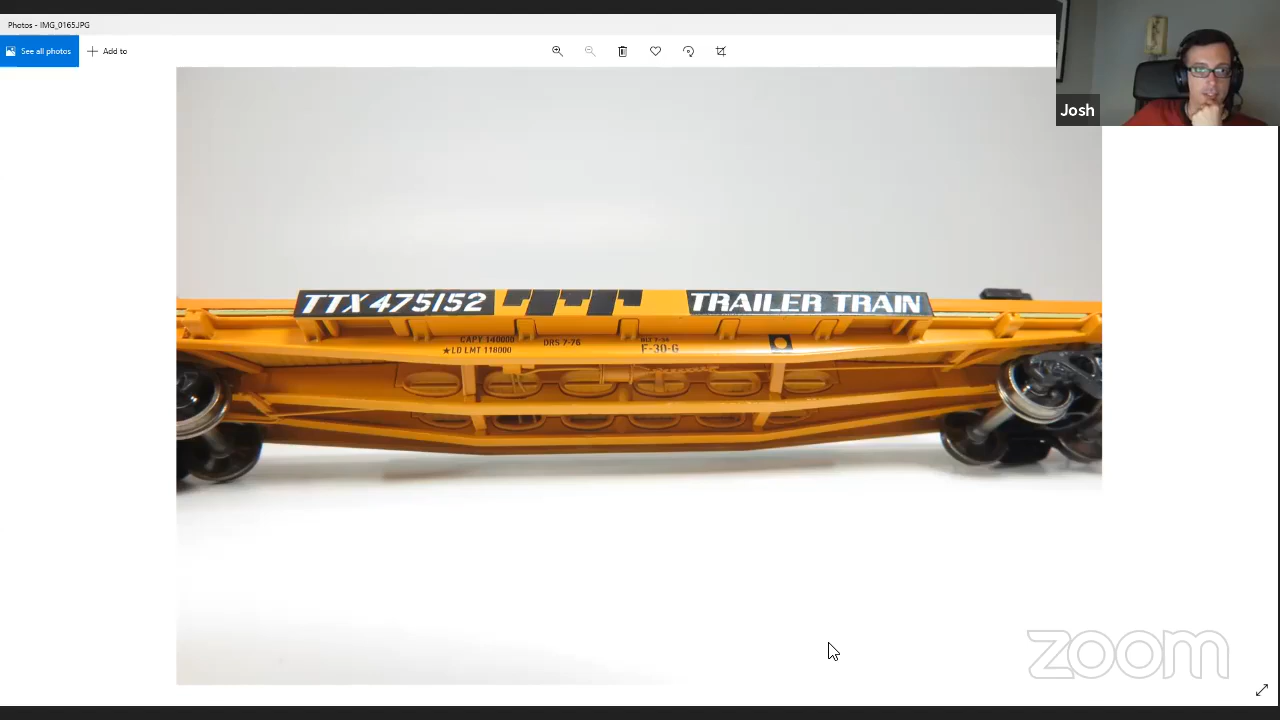 Photos - IMG_0165.JPG
See all photos
Add to
Josh
TTX 475152
TRAILER TRAIN
CAPY 140000
★LD LMT 118000
DRS 7-76
F-30-G
zoom